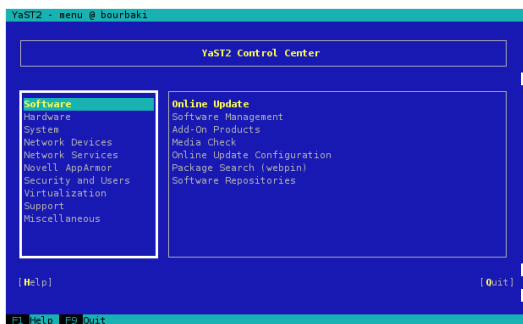 YaST2 - menu @ bourbaki
YaST2 Control Center
Software
Hardware
System
Network Devices
Network Services
Novell AppArmor
Security and Users
Virtualization
Support
Miscellaneous
Online Update
Software Management
Add-On Products
Media Check
Online Update Configuration
Package Search (webpin)
Software Repositories
[Help] [Quit]
F1 Help F9 Quit